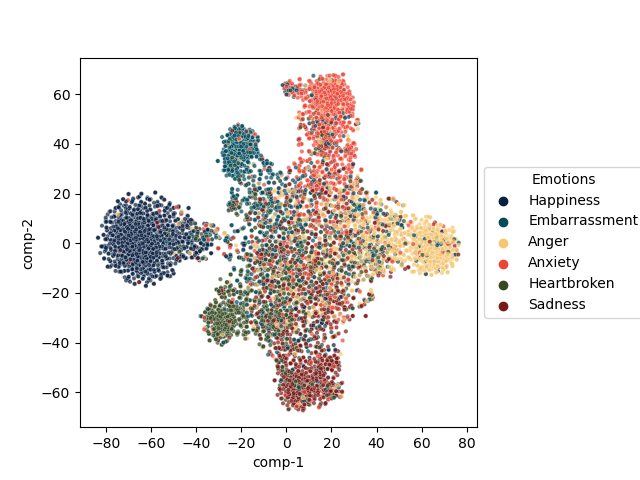 60
40
20
0
−20
−40
−60
comp-2
−80 −60 −40 −20 0 20 40 60 80
comp-1
Emotions
Happiness
Embarrassment
Anger
Anxiety
Heartbroken
Sadness